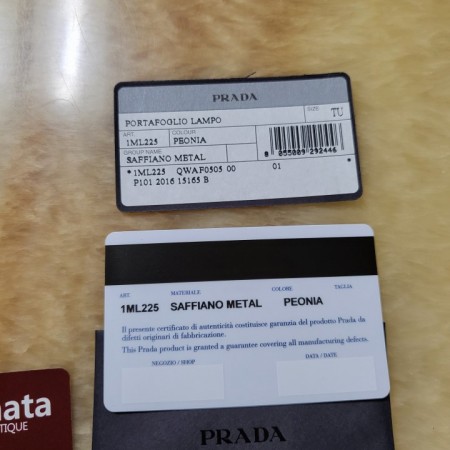 PRADA
PORTAFOGLIO LAMPO
SIZE
TU
ART. COLOUR
1ML225 PEONIA
GROUP NAME
SAFFIANO METAL
8 055009 292446
* 1ML225 QWAF0505 00 01 *
P101 2016 15165 B
ART. MATERIALE COLORE TAGLIA
1ML225 SAFFIANO METAL PEONIA
Il presente certificato di autenticità costituisce garanzia del prodotto Prada da
difetti originari di fabbricazione.
This Prada product is granted a guarantee covering all manufacturing defects.
NEGOZIO / SHOP DATA / DATE
PRADA